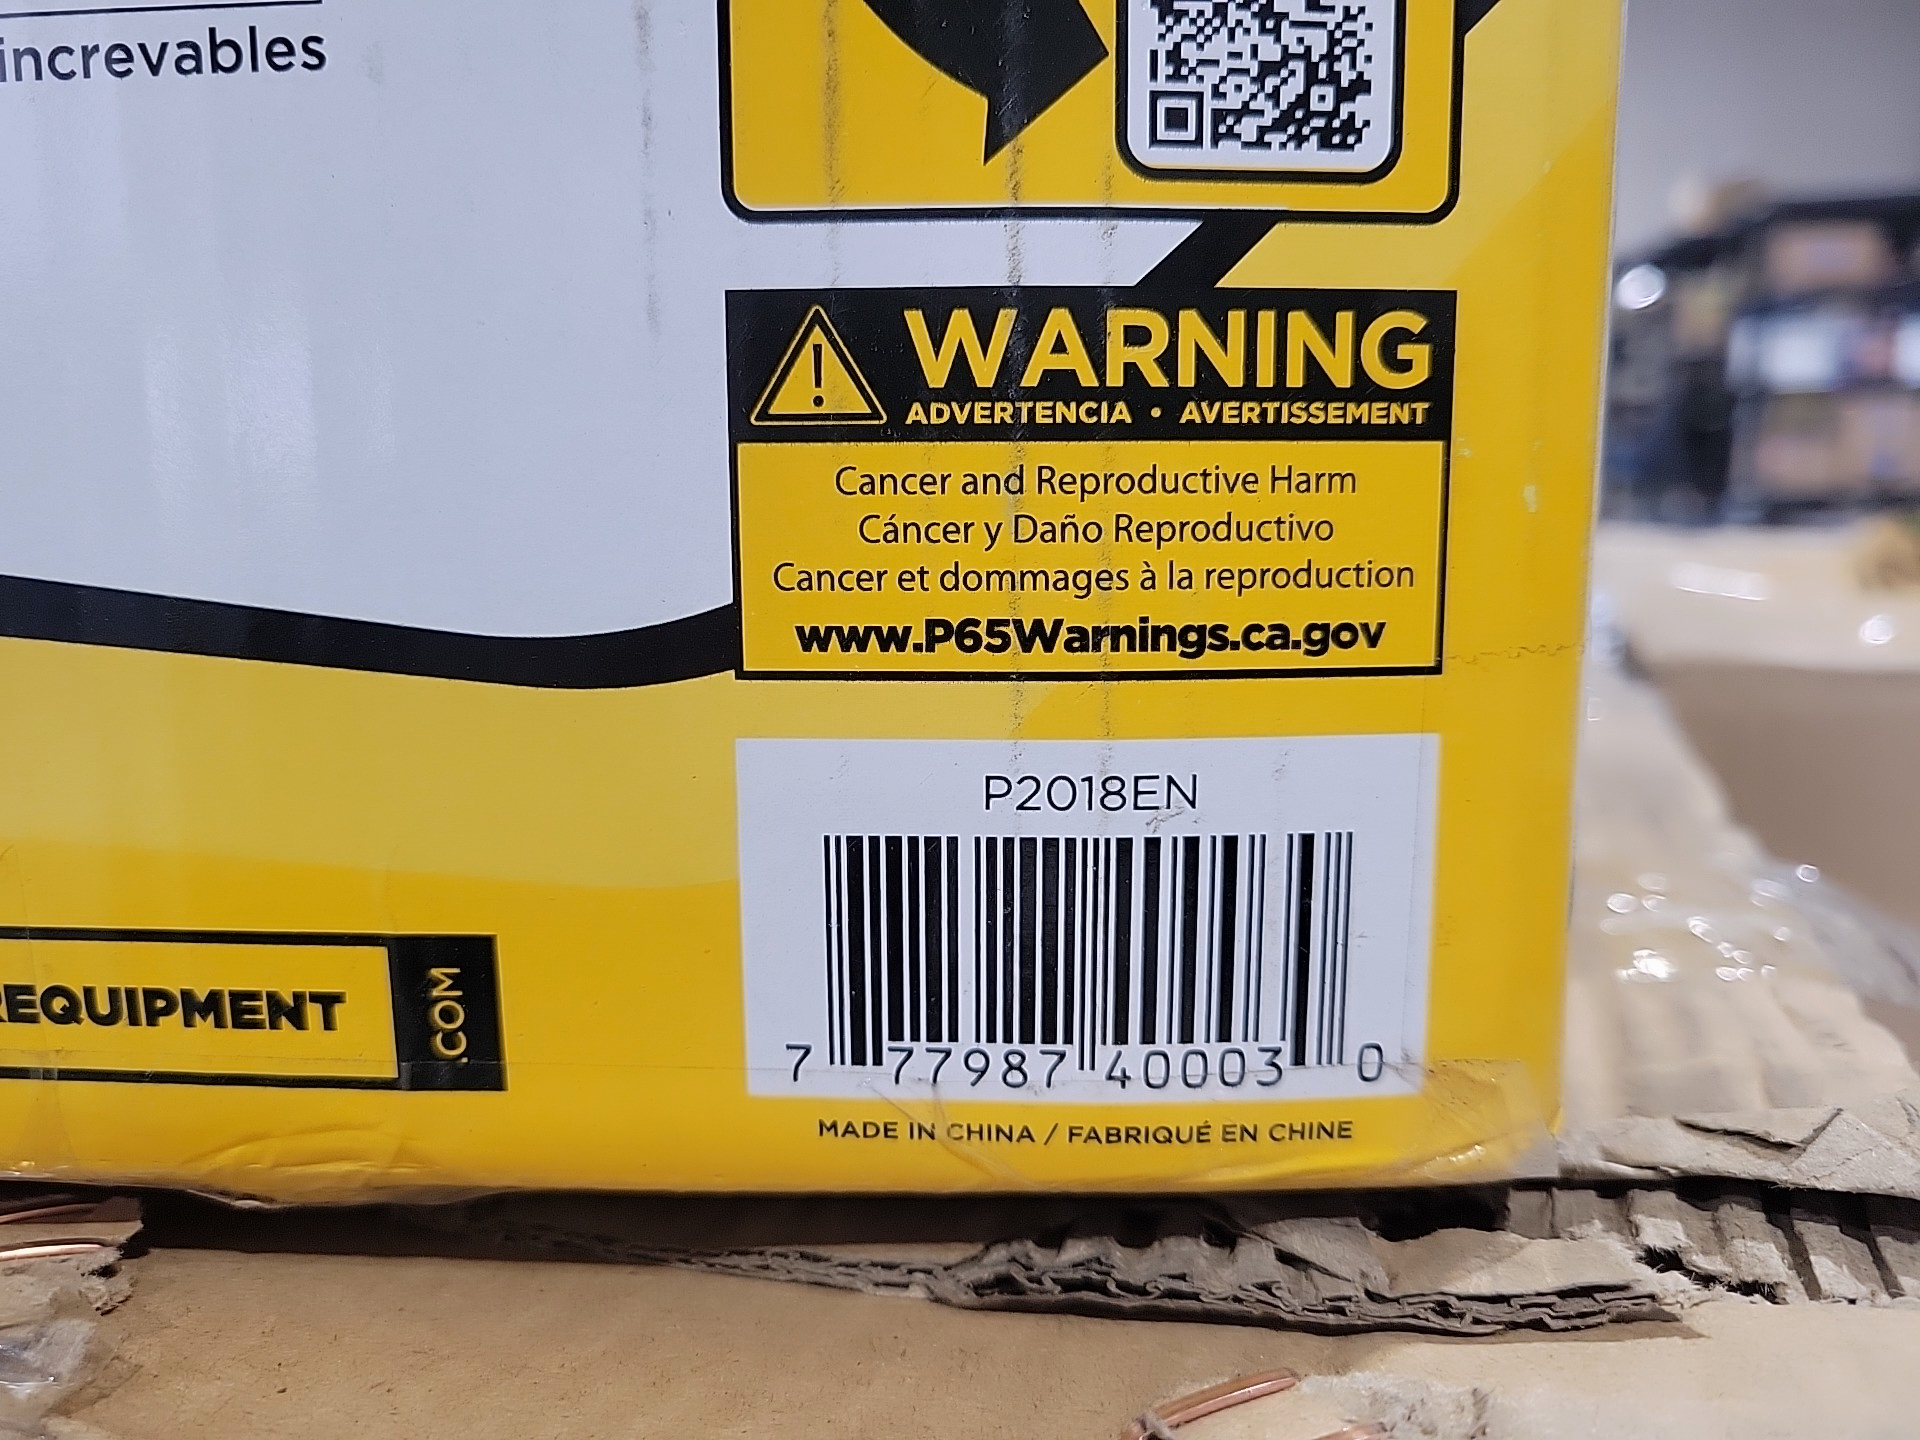 increvables
WARNING
ADVERTENCIA • AVERTISSEMENT
Cancer and Reproductive Harm
Cáncer y Daño Reproductivo
Cancer et dommages à la reproduction
www.P65Warnings.ca.gov
P2018EN
7 77987 40003 0
MADE IN CHINA / FABRIQUÉ EN CHINE
REQUIPMENT
.COM